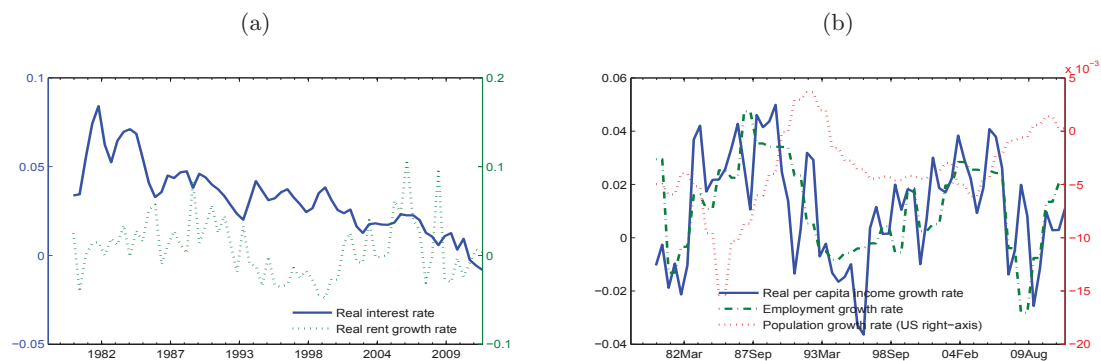 (a)
(b)
0.1
0.05
0
−0.05
0.2
0.1
0
−0.1
1982
1987
1993
1998
2004
2009
Real interest rate
Real rent growth rate
0.06
0.04
0.02
0
−0.02
−0.04
x 10⁻³
5
0
−5
−10
−15
−20
82Mar
87Sep
93Mar
98Sep
04Feb
09Aug
Real per capita income growth rate
Employment growth rate
Population growth rate (US right−axis)